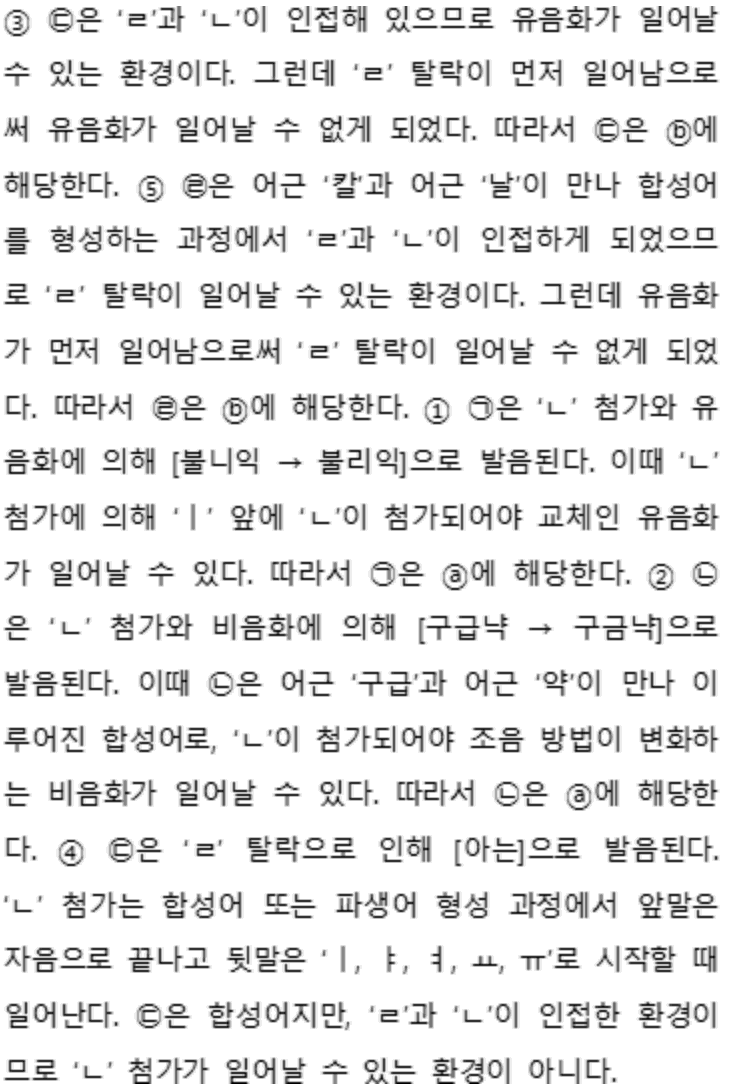 ③ ㉢은 ‘ㄹ’과 ‘ㄴ’이 인접해 있으므로 유음화가 일어날
수 있는 환경이다. 그런데 ‘ㄹ’ 탈락이 먼저 일어남으로
써 유음화가 일어날 수 없게 되었다. 따라서 ㉢은 ⓑ에
해당한다. ⑤ ㉣은 어근 ‘칼’과 어근 ‘날’이 만나 합성어
를 형성하는 과정에서 ‘ㄹ’과 ‘ㄴ’이 인접하게 되었으므
로 ‘ㄹ’ 탈락이 일어날 수 있는 환경이다. 그런데 유음화
가 먼저 일어남으로써 ‘ㄹ’ 탈락이 일어날 수 없게 되었
다. 따라서 ㉣은 ⓑ에 해당한다. ① ㉠은 ‘ㄴ’ 첨가와 유
음화에 의해 [불니익 → 불리익]으로 발음된다. 이때 ‘ㄴ’
첨가에 의해 ‘ㅣ’ 앞에 ‘ㄴ’이 첨가되어야 교체인 유음화
가 일어날 수 있다. 따라서 ㉠은 ⓐ에 해당한다. ② ㉡
은 ‘ㄴ’ 첨가와 비음화에 의해 [구급냑 → 구금냑]으로
발음된다. 이때 ㉡은 어근 ‘구급’과 어근 ‘약’이 만나 이
루어진 합성어로, ‘ㄴ’이 첨가되어야 조음 방법이 변화하
는 비음화가 일어날 수 있다. 따라서 ㉡은 ⓐ에 해당한
다. ④ ㉢은 ‘ㄹ’ 탈락으로 인해 [아는]으로 발음된다.
‘ㄴ’ 첨가는 합성어 또는 파생어 형성 과정에서 앞말은
자음으로 끝나고 뒷말은 ‘ㅣ, ㅑ, ㅕ, ㅛ, ㅠ’로 시작할 때
일어난다. ㉢은 합성어지만, ‘ㄹ’과 ‘ㄴ’이 인접한 환경이
므로 ‘ㄴ’ 첨가가 일어날 수 있는 환경이 아니다.